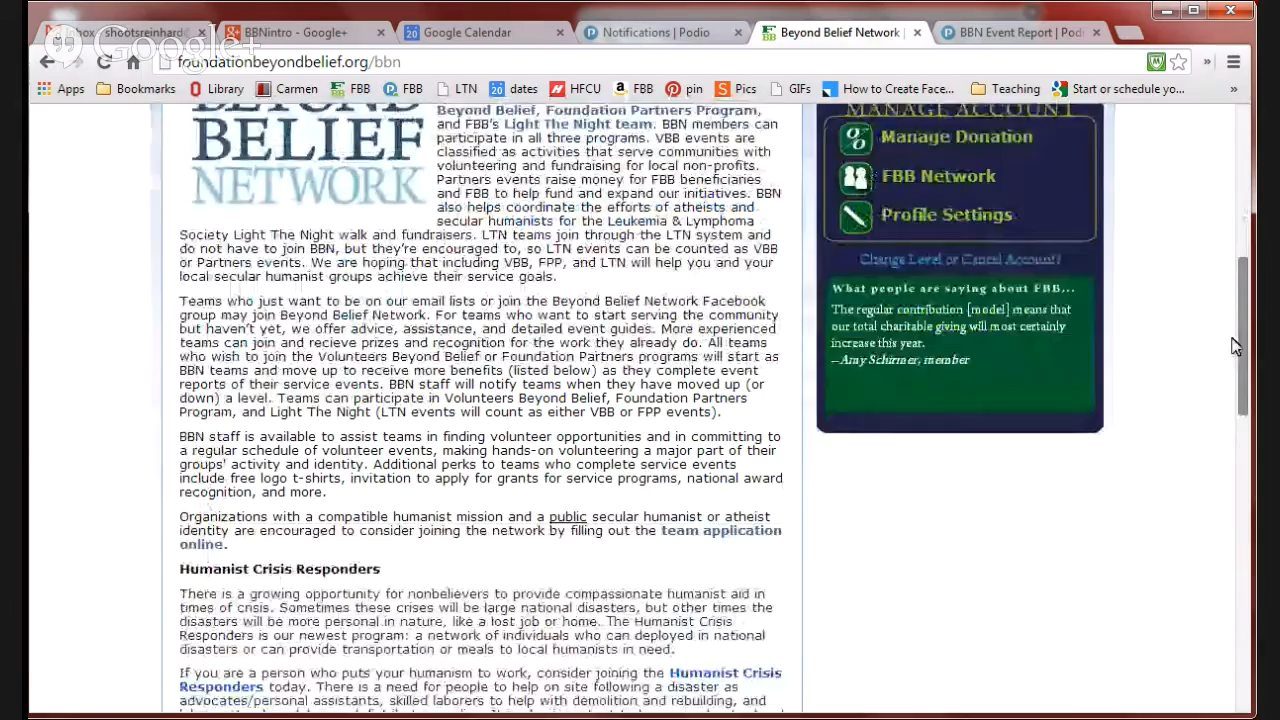 Google+
Inbox - shootsreinhard@
BBNintro - Google+
Google Calendar
Notifications | Podio
Beyond Belief Network
BBN Event Report | Podi
foundationbeyondbelief.org/bbn
Apps
Bookmarks
Library
Carmen
FBB
FBB
LTN
dates
HFCU
FBB
pin
Pics
GIFs
How to Create Face...
Teaching
Start or schedule yo...
BEYOND
BELIEF
NETWORK
Beyond Belief, Foundation Partners Program,
and FBB's Light The Night team. BBN members can
participate in all three programs. VBB events are
classified as activities that serve communities with
volunteering and fundraising for local non-profits.
Partners events raise money for FBB beneficiaries
and FBB to help fund and expand our initiatives. BBN
also helps coordinate the efforts of atheists and
secular humanists for the Leukemia & Lymphoma
Society Light The Night walk and fundraisers. LTN teams join through the LTN system and
do not have to join BBN, but they're encouraged to, so LTN events can be counted as VBB
or Partners events. We are hoping that including VBB, FPP, and LTN will help you and your
local secular humanist groups achieve their service goals.
Teams who just want to be on our email lists or join the Beyond Belief Network Facebook
group may join Beyond Belief Network. For teams who want to start serving the community
but haven't yet, we offer advice, assistance, and detailed event guides. More experienced
teams can join and recieve prizes and recognition for the work they already do. All teams
who wish to join the Volunteers Beyond Belief or Foundation Partners programs will start as
BBN teams and move up to receive more benefits (listed below) as they complete event
reports of their service events. BBN staff will notify teams when they have moved up (or
down) a level. Teams can participate in Volunteers Beyond Belief, Foundation Partners
Program, and Light The Night (LTN events will count as either VBB or FPP events).
BBN staff is available to assist teams in finding volunteer opportunities and in committing to
a regular schedule of volunteer events, making hands-on volunteering a major part of their
groups' activity and identity. Additional perks to teams who complete service events
include free logo t-shirts, invitation to apply for grants for service programs, national award
recognition, and more.
Organizations with a compatible humanist mission and a public secular humanist or atheist
identity are encouraged to consider joining the network by filling out the team application
online.
Humanist Crisis Responders
There is a growing opportunity for nonbelievers to provide compassionate humanist aid in
times of crisis. Sometimes these crises will be large national disasters, but other times the
disasters will be more personal in nature, like a lost job or home. The Humanist Crisis
Responders is our newest program: a network of individuals who can deployed in national
disasters or can provide transportation or meals to local humanists in need.
If you are a person who puts your humanism to work, consider joining the Humanist Crisis
Responders today. There is a need for people to help on site following a disaster as
advocates/personal assistants, skilled laborers to help with demolition and rebuilding, and
MANAGE ACCOUNT
Manage Donation
FBB Network
Profile Settings
Change Level or Cancel Account?
What people are saying about FBB...
The regular contribution [model] means that
our total charitable giving will most certainly
increase this year.
--Amy Schirmer, member